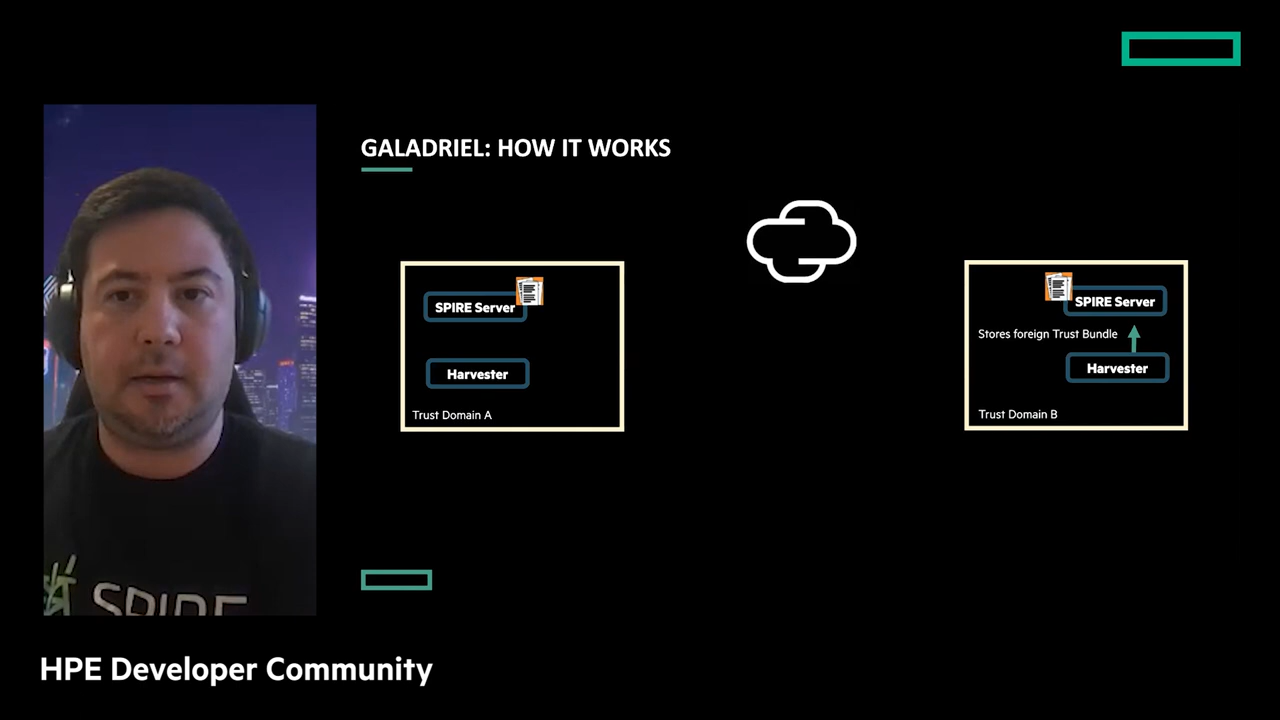 GALADRIEL: HOW IT WORKS
SPIRE Server
Harvester
Trust Domain A
SPIRE Server
Stores foreign Trust Bundle
Harvester
Trust Domain B
SPIRE
HPE Developer Community